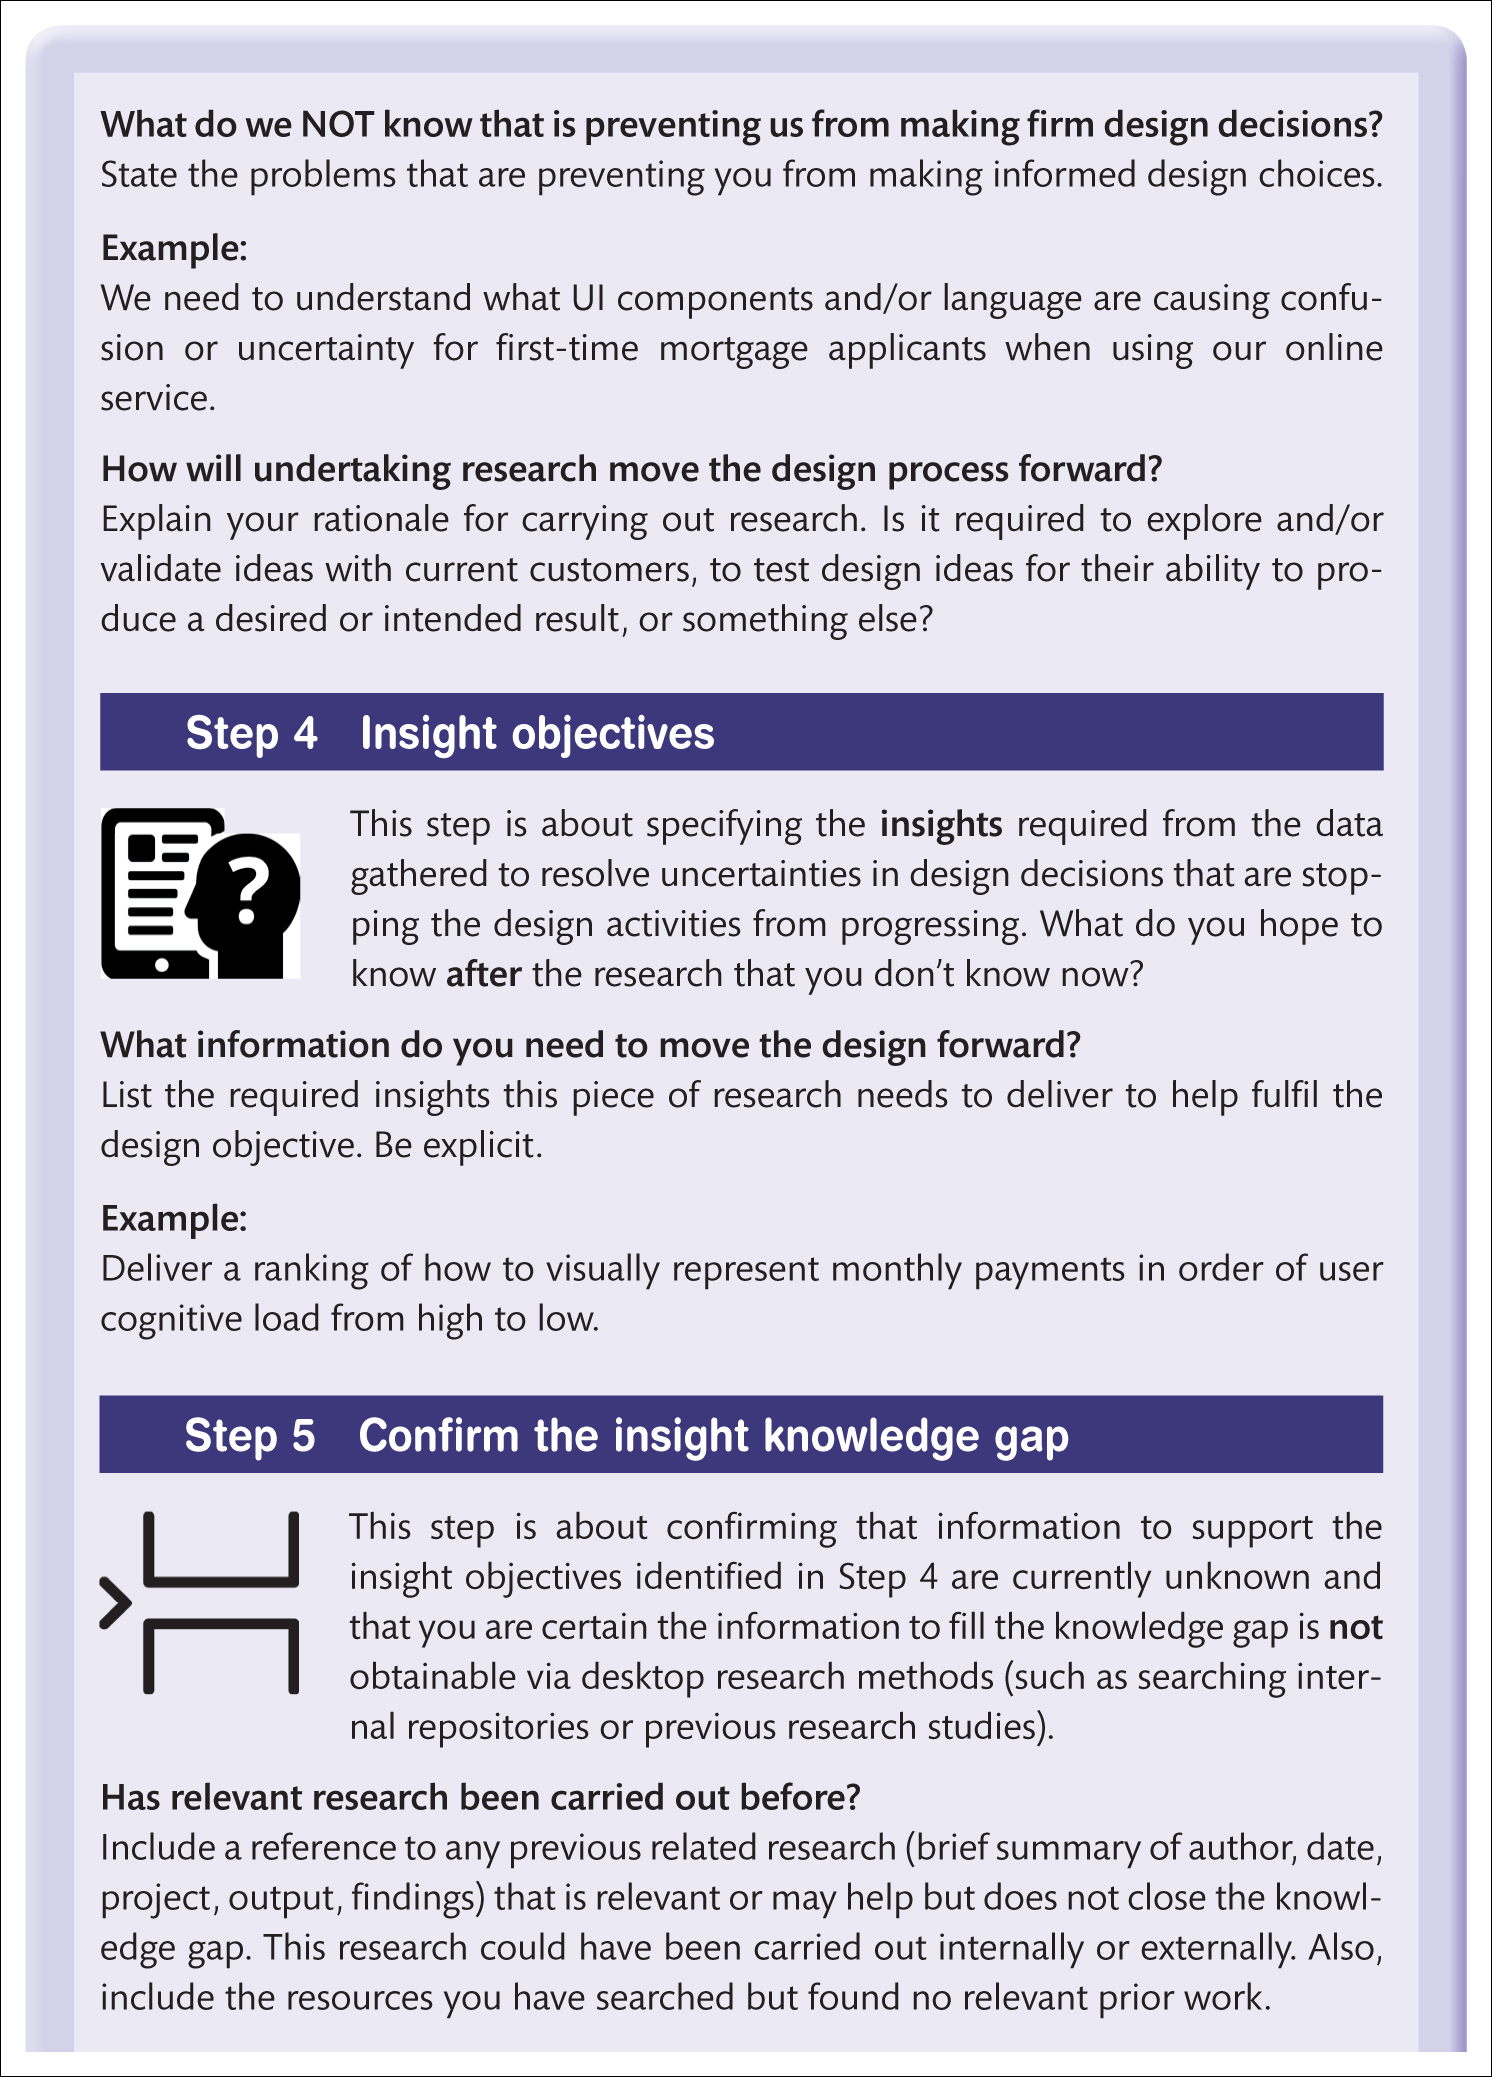 What do we NOT know that is preventing us from making firm design decisions?
State the problems that are preventing you from making informed design choices.
Example:
We need to understand what UI components and/or language are causing confu-
sion or uncertainty for first-time mortgage applicants when using our online
service.
How will undertaking research move the design process forward?
Explain your rationale for carrying out research. Is it required to explore and/or
validate ideas with current customers, to test design ideas for their ability to pro-
duce a desired or intended result, or something else?
Step 4 Insight objectives
?
This step is about specifying the insights required from the data
gathered to resolve uncertainties in design decisions that are stop-
ping the design activities from progressing. What do you hope to
know after the research that you don’t know now?
What information do you need to move the design forward?
List the required insights this piece of research needs to deliver to help fulfil the
design objective. Be explicit.
Example:
Deliver a ranking of how to visually represent monthly payments in order of user
cognitive load from high to low.
Step 5 Confirm the insight knowledge gap
This step is about confirming that information to support the
insight objectives identified in Step 4 are currently unknown and
that you are certain the information to fill the knowledge gap is not
obtainable via desktop research methods (such as searching inter-
nal repositories or previous research studies).
Has relevant research been carried out before?
Include a reference to any previous related research (brief summary of author, date,
project, output, findings) that is relevant or may help but does not close the knowl-
edge gap. This research could have been carried out internally or externally. Also,
include the resources you have searched but found no relevant prior work.